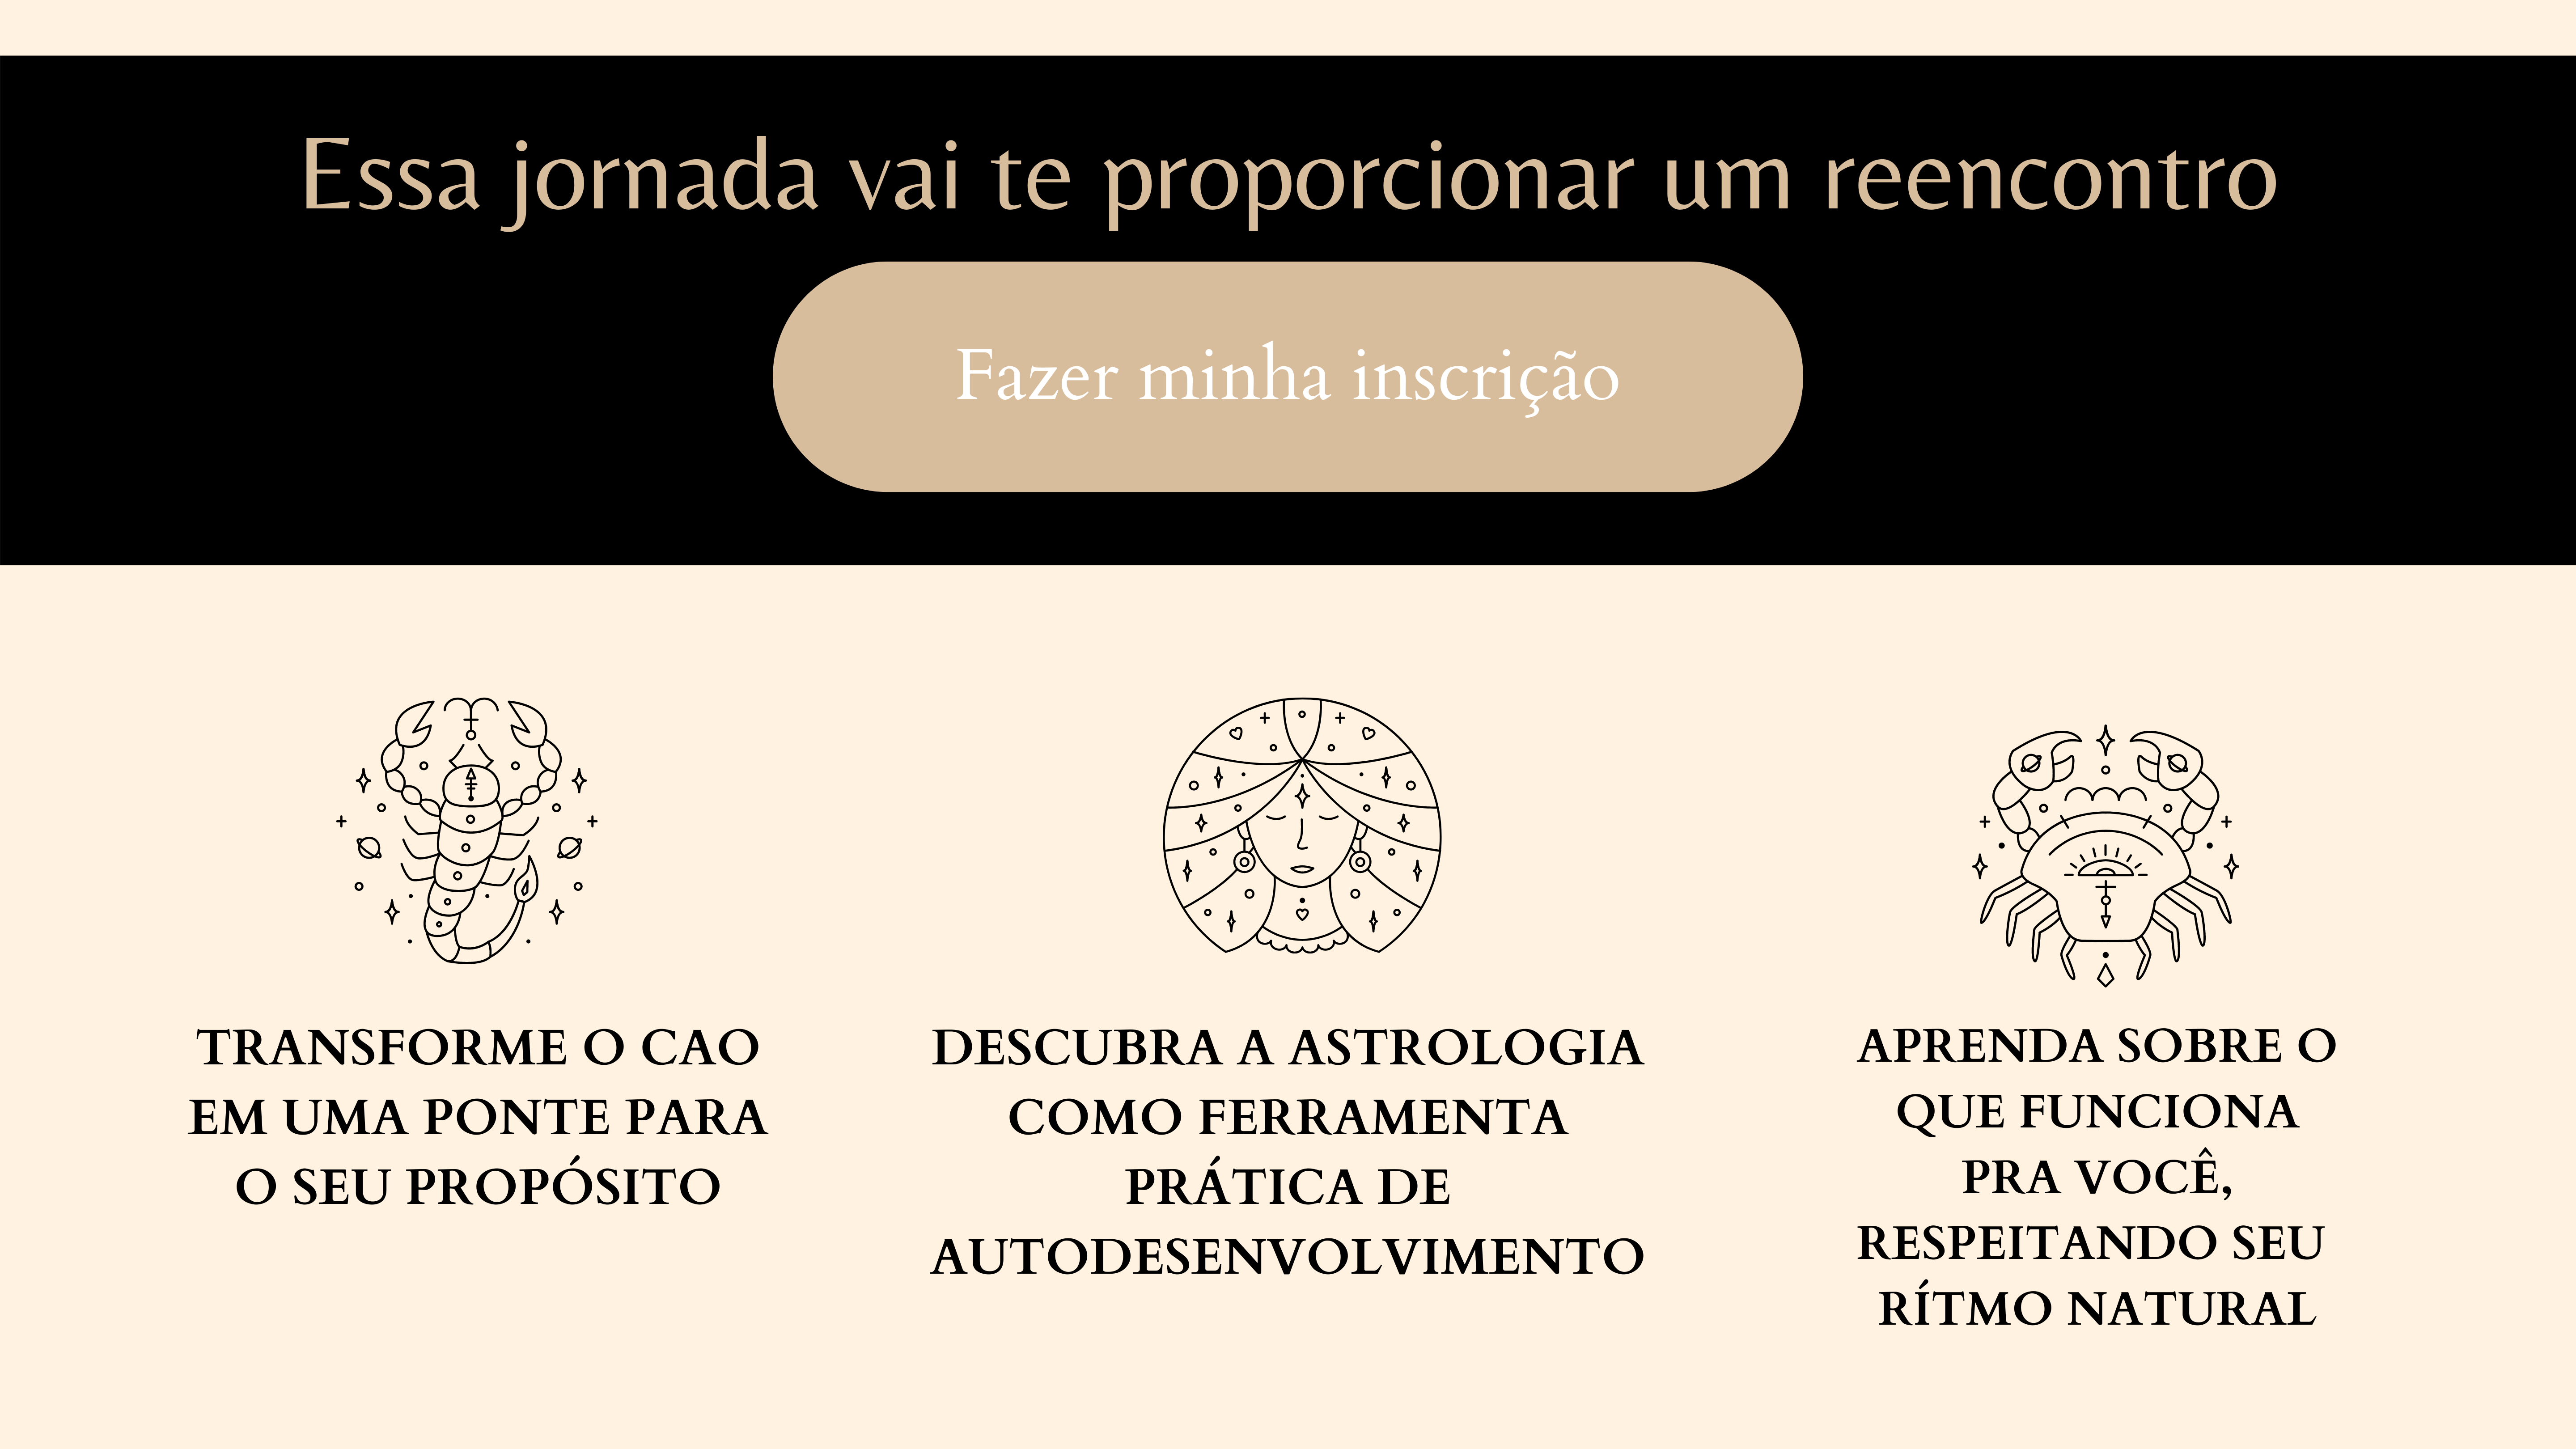 Essa jornada vai te proporcionar um reencontro
Fazer minha inscrição
TRANSFORME O CAO
EM UMA PONTE PARA
O SEU PROPÓSITO
DESCUBRA A ASTROLOGIA
COMO FERRAMENTA
PRÁTICA DE
AUTODESENVOLVIMENTO
APRENDA SOBRE O
QUE FUNCIONA
PRA VOCÊ,
RESPEITANDO SEU
RÍTMO NATURAL